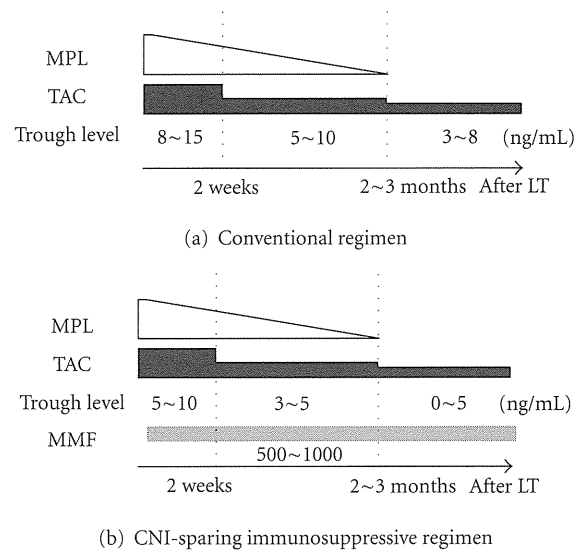 MPL
TAC
Trough level 8~15 5~10 3~8 (ng/mL)
2 weeks 2~3 months After LT
(a) Conventional regimen
MPL
TAC
Trough level 5~10 3~5 0~5 (ng/mL)
MMF
500~1000
2 weeks 2~3 months After LT
(b) CNI-sparing immunosuppressive regimen